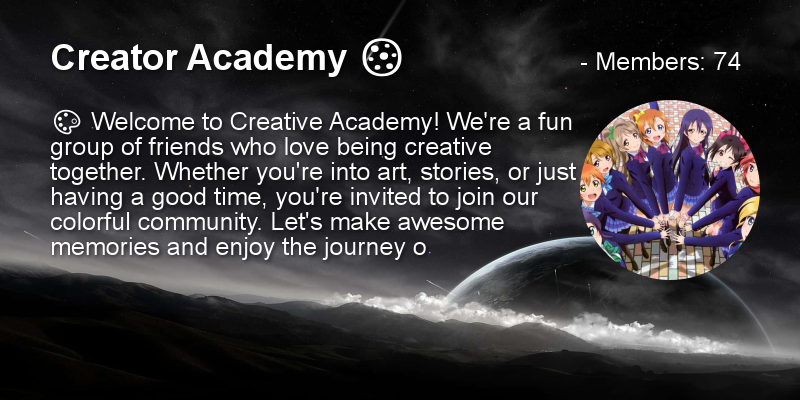 Creator Academy 🎨
- Members: 74
🎨 Welcome to Creative Academy! We're a fun
group of friends who love being creative
together. Whether you're into art, stories, or just
having a good time, you're invited to join our
colorful community. Let's make awesome
memories and enjoy the journey o